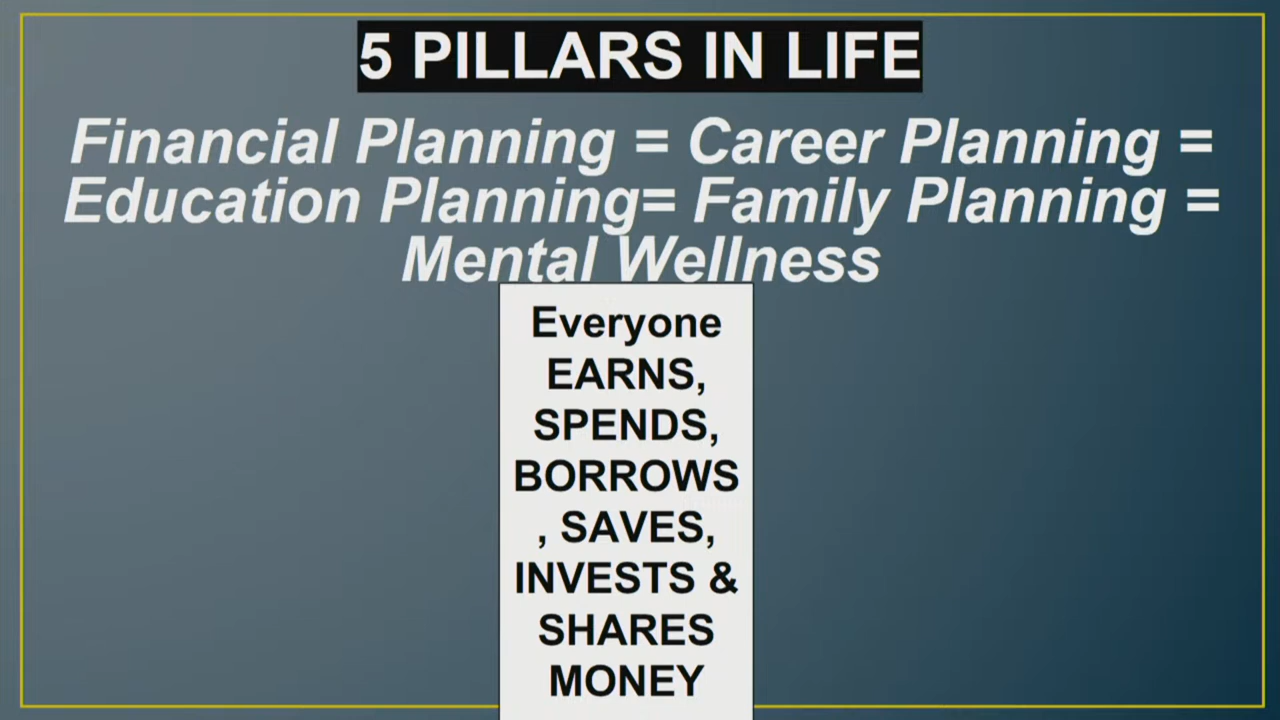 5 PILLARS IN LIFE
Financial Planning = Career Planning =
Education Planning= Family Planning =
Mental Wellness
Everyone
EARNS,
SPENDS,
BORROWS
, SAVES,
INVESTS &
SHARES
MONEY